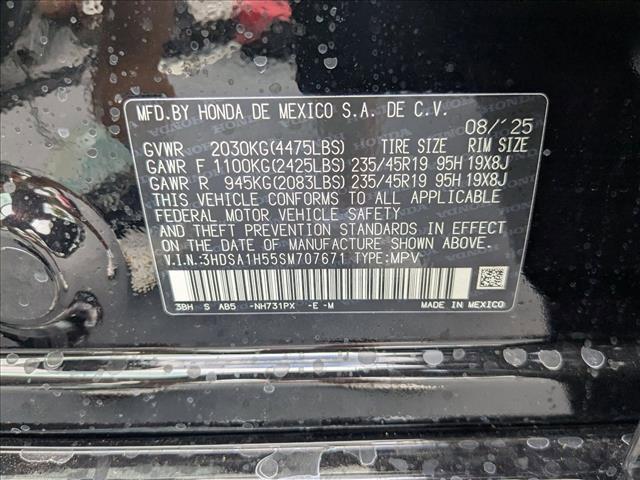 MFD.BY HONDA DE MEXICO S.A. DE C.V.
08/'25
GVWR 2030KG(4475LBS) TIRE SIZE RIM SIZE
GAWR F 1100KG(2425LBS) 235/45R19 95H 19X8J
GAWR R 945KG(2083LBS) 235/45R19 95H 19X8J
THIS VEHICLE CONFORMS TO ALL APPLICABLE
FEDERAL MOTOR VEHICLE SAFETY
AND THEFT PREVENTION STANDARDS IN EFFECT
ON THE DATE OF MANUFACTURE SHOWN ABOVE.
V.I.N.:3HDSA1H55SM707671 TYPE:MPV
3BH S AB5 -NH731PX -E -M MADE IN MEXICO